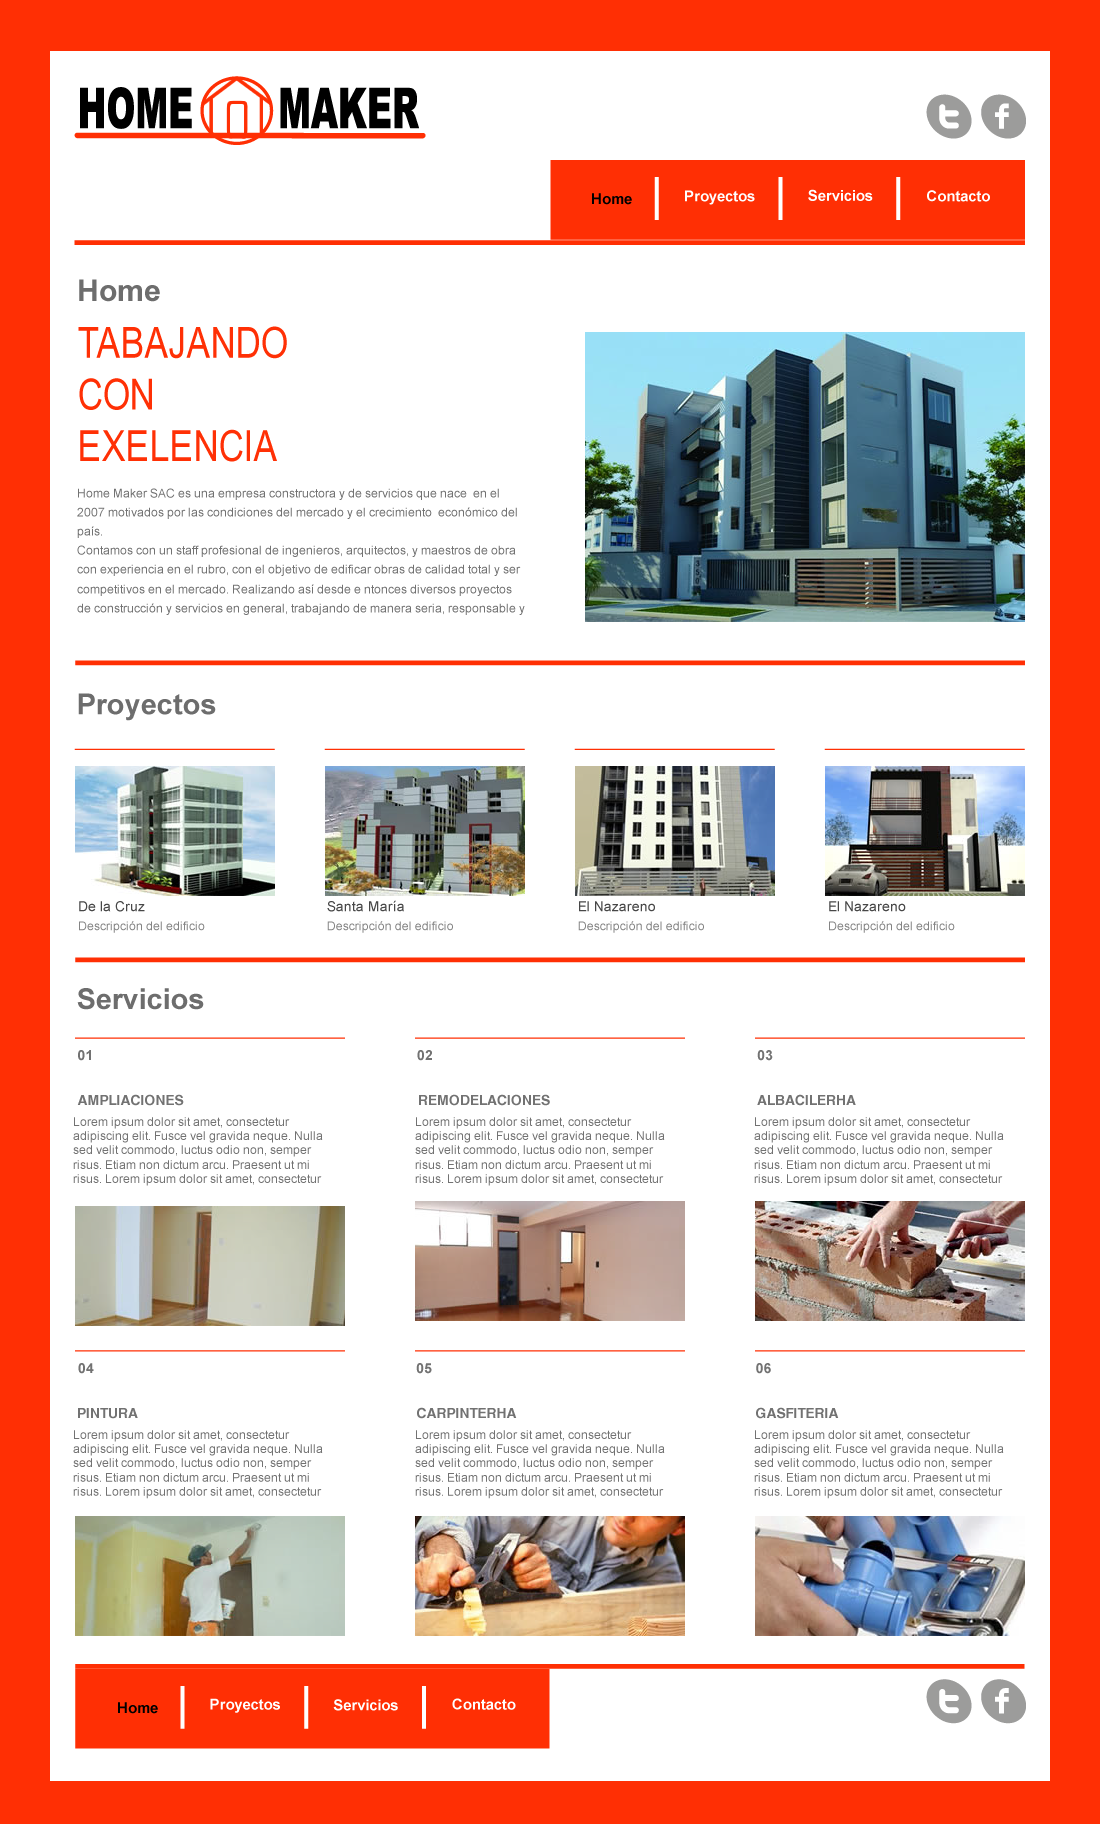 HOME MAKER
Home Proyectos Servicios Contacto
Home
TABAJANDO
CON
EXELENCIA
Home Maker SAC es una empresa constructora y de servicios que nace en el
2007 motivados por las condiciones del mercado y el crecimiento económico del
país.
Contamos con un staff profesional de ingenieros, arquitectos, y maestros de obra
con experiencia en el rubro, con el objetivo de edificar obras de calidad total y ser
competitivos en el mercado. Realizando así desde e ntonces diversos proyectos
de construcción y servicios en general, trabajando de manera seria, responsable y
350
Proyectos
De la Cruz
Descripción del edificio
Santa María
Descripción del edificio
El Nazareno
Descripción del edificio
El Nazareno
Descripción del edificio
Servicios
01
AMPLIACIONES
Lorem ipsum dolor sit amet, consectetur
adipiscing elit. Fusce vel gravida neque. Nulla
sed velit commodo, luctus odio non, semper
risus. Etiam non dictum arcu. Praesent ut mi
risus. Lorem ipsum dolor sit amet, consectetur
02
REMODELACIONES
Lorem ipsum dolor sit amet, consectetur
adipiscing elit. Fusce vel gravida neque. Nulla
sed velit commodo, luctus odio non, semper
risus. Etiam non dictum arcu. Praesent ut mi
risus. Lorem ipsum dolor sit amet, consectetur
03
ALBACILERHA
Lorem ipsum dolor sit amet, consectetur
adipiscing elit. Fusce vel gravida neque. Nulla
sed velit commodo, luctus odio non, semper
risus. Etiam non dictum arcu. Praesent ut mi
risus. Lorem ipsum dolor sit amet, consectetur
04
PINTURA
Lorem ipsum dolor sit amet, consectetur
adipiscing elit. Fusce vel gravida neque. Nulla
sed velit commodo, luctus odio non, semper
risus. Etiam non dictum arcu. Praesent ut mi
risus. Lorem ipsum dolor sit amet, consectetur
05
CARPINTERHA
Lorem ipsum dolor sit amet, consectetur
adipiscing elit. Fusce vel gravida neque. Nulla
sed velit commodo, luctus odio non, semper
risus. Etiam non dictum arcu. Praesent ut mi
risus. Lorem ipsum dolor sit amet, consectetur
06
GASFITERIA
Lorem ipsum dolor sit amet, consectetur
adipiscing elit. Fusce vel gravida neque. Nulla
sed velit commodo, luctus odio non, semper
risus. Etiam non dictum arcu. Praesent ut mi
risus. Lorem ipsum dolor sit amet, consectetur
Home Proyectos Servicios Contacto